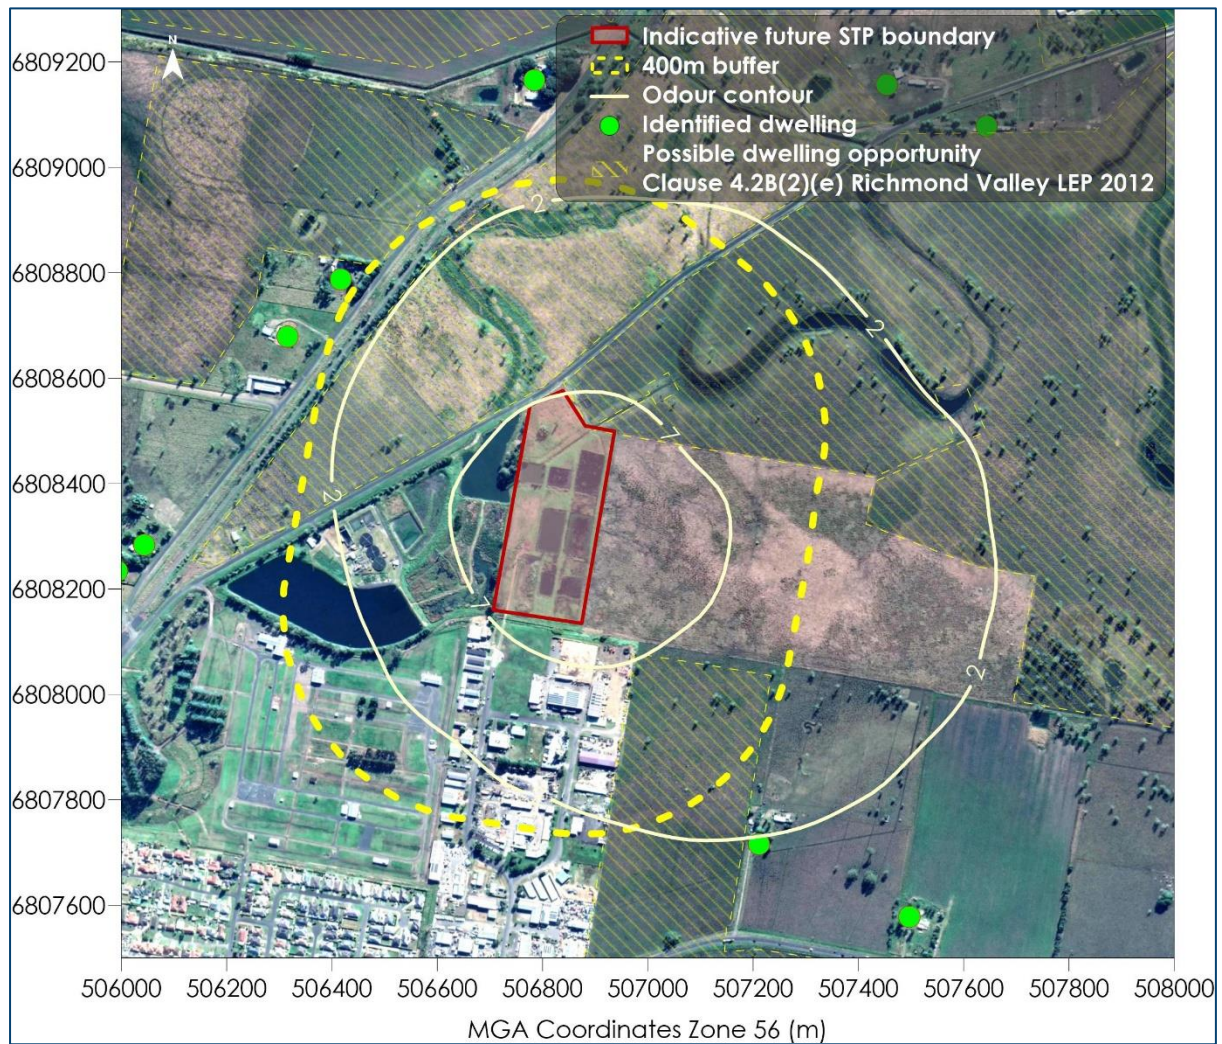 N
Indicative future STP boundary
400m buffer
Odour contour
Identified dwelling
Possible dwelling opportunity
Clause 4.2B(2)(e) Richmond Valley LEP 2012
6809200
6809000
6808800
6808600
6808400
6808200
6808000
6807800
6807600
2
2
7
2
7
2
506000 506200 506400 506600 506800 507000 507200 507400 507600 507800 508000
MGA Coordinates Zone 56 (m)